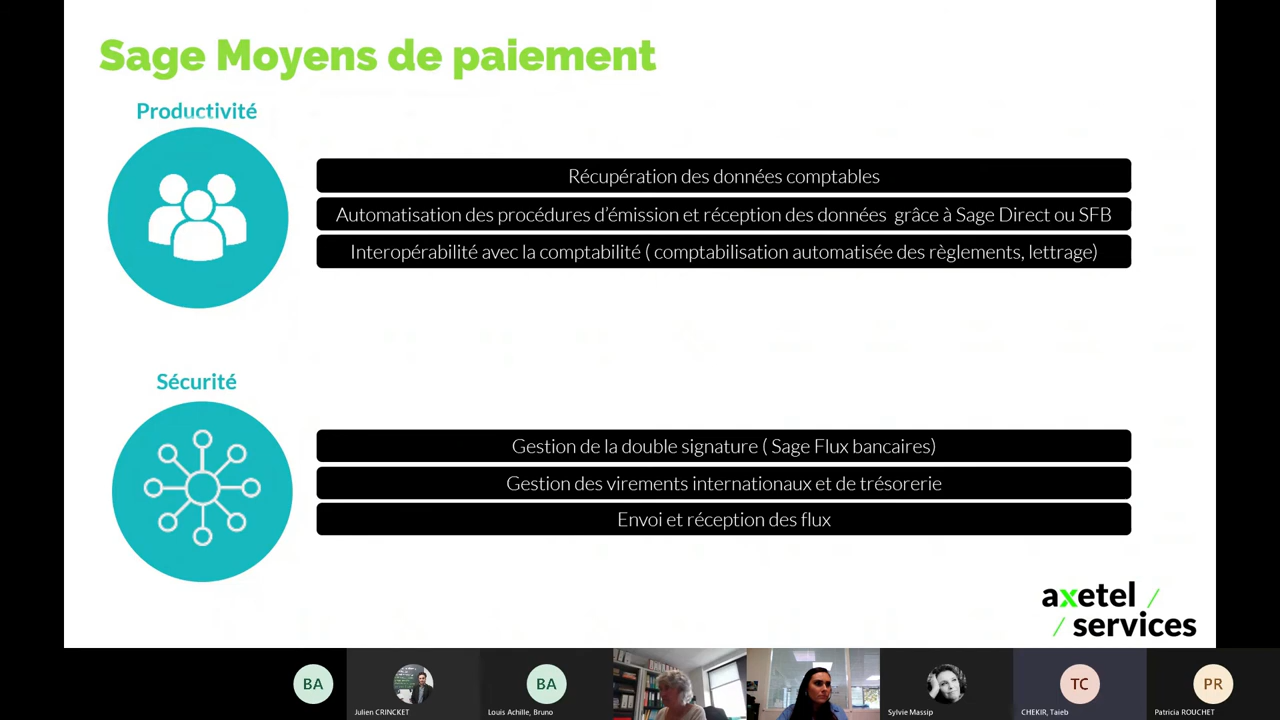 Sage Moyens de paiement
Productivité
Récupération des données comptables
Automatisation des procédures d'émission et réception des données grâce à Sage Direct ou SFB
Interopérabilité avec la comptabilité ( comptabilisation automatisée des règlements, lettrage)
Sécurité
Gestion de la double signature ( Sage Flux bancaires)
Gestion des virements internationaux et de trésorerie
Envoi et réception des flux
axetel /
/ services
BA
BA
TC
PR
Julien CRINCKET
Louis Achille, Bruno
Sylvie Massip
CHEKIR, Taieb
Patricia ROUCHET